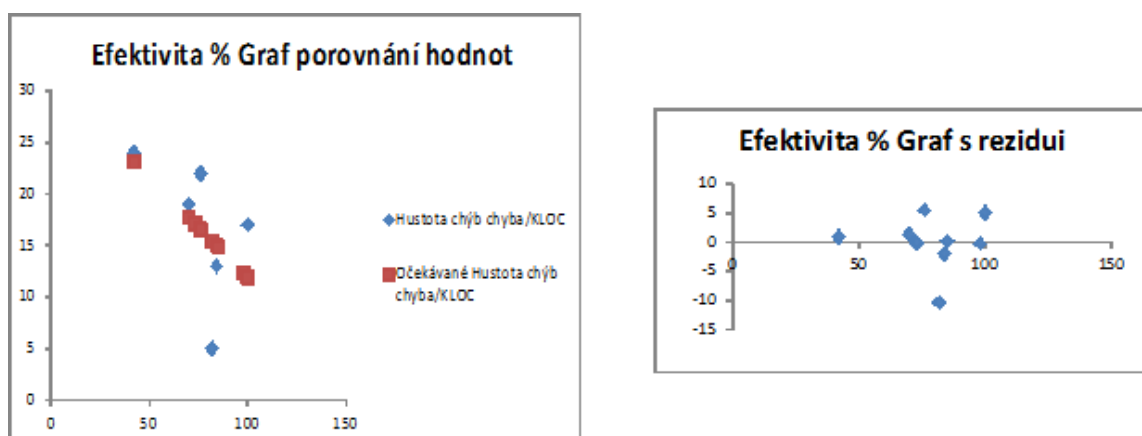 Efektivita % Graf porovnání hodnot
30
25
20
15
10
5
0
0 50 100 150
Hustota chýb chyba/KLOC
Očekávané Hustota chýb
chyba/KLOC
Efektivita % Graf s rezidui
10
5
0
-5
-10
-15
0 50 100 150